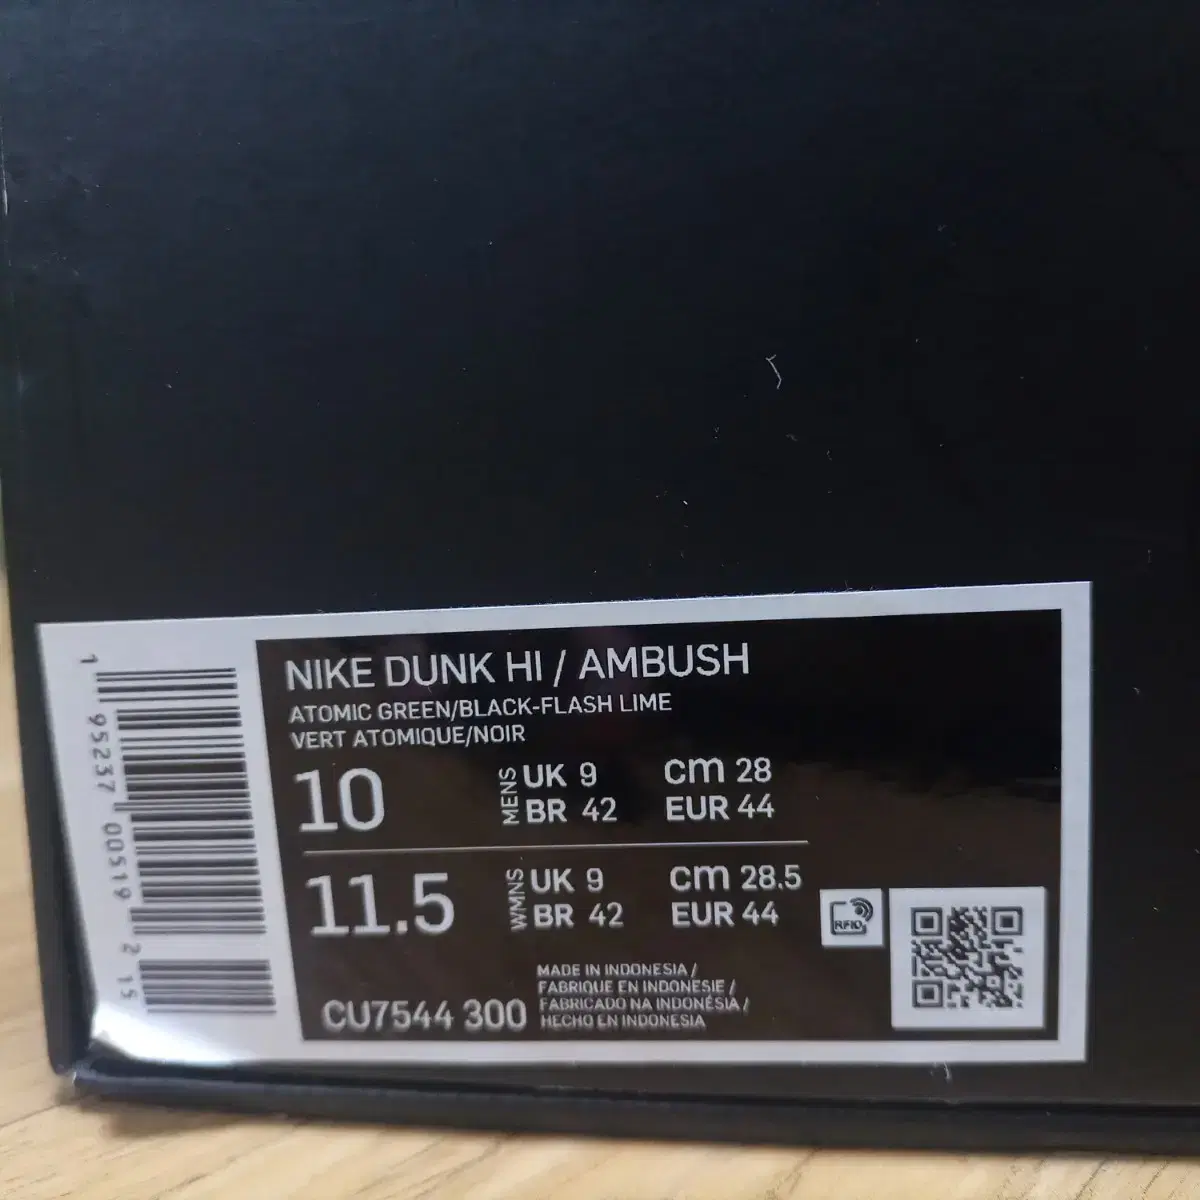 NIKE DUNK HI / AMBUSH
ATOMIC GREEN/BLACK-FLASH LIME
VERT ATOMIQUE/NOIR
10 MENS UK 9 cm 28
BR 42 EUR 44
11.5 WMNS UK 9 cm 28.5
BR 42 EUR 44
MADE IN INDONESIA /
FABRIQUE EN INDONESIE /
FABRICADO NA INDONÉSIA /
HECHO EN INDONESIA
CU7544 300
RFID
1 95237 00519 2 15